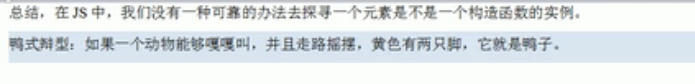 总结，在 JS 中，我们没有一种可靠的办法去探寻一个元素是不是一个构造函数的实例。
鸭式辩型：如果一个动物能够嘎嘎叫，并且走路摇摆，黄色有两只脚，它就是鸭子。